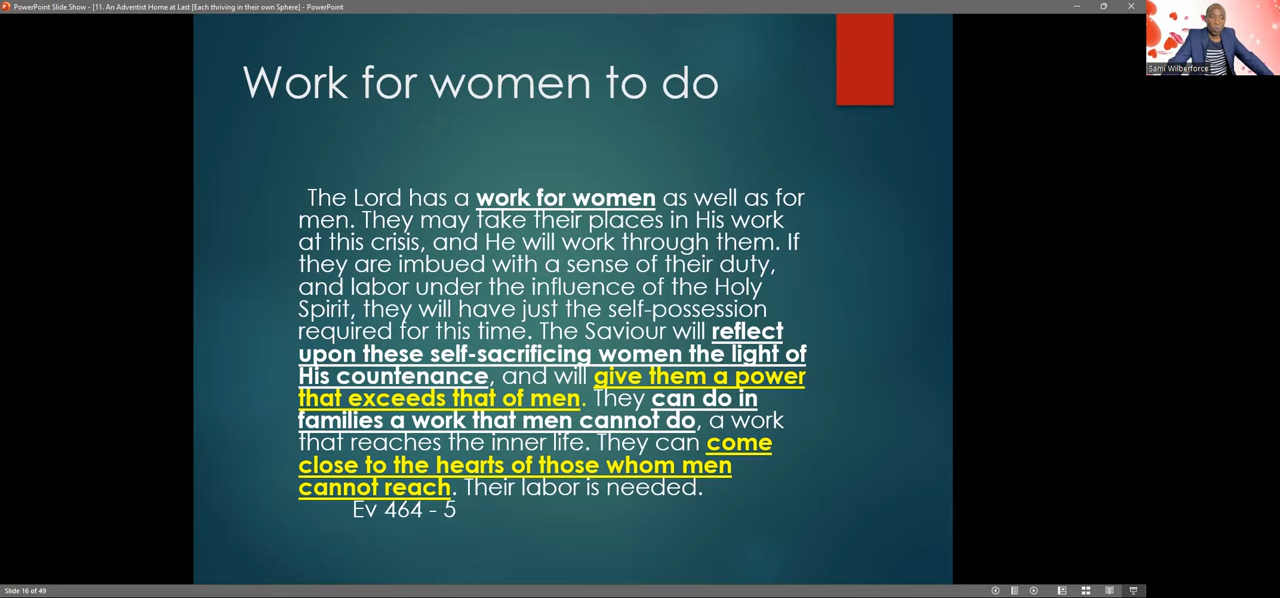 PowerPoint Slide Show - [11. An Adventist Home at Last [Each thriving in their own Sphere] - PowerPoint
Sami Wilberforce
Work for women to do
The Lord has a work for women as well as for
men. They may take their places in His work
at this crisis, and He will work through them. If
they are imbued with a sense of their duty,
and labor under the influence of the Holy
Spirit, they will have just the self-possession
required for this time. The Saviour will reflect
upon these self-sacrificing women the light of
His countenance, and will give them a power
that exceeds that of men. They can do in
families a work that men cannot do, a work
that reaches the inner life. They can come
close to the hearts of those whom men
cannot reach. Their labor is needed.
Ev 464 - 5
Slide 16 of 49